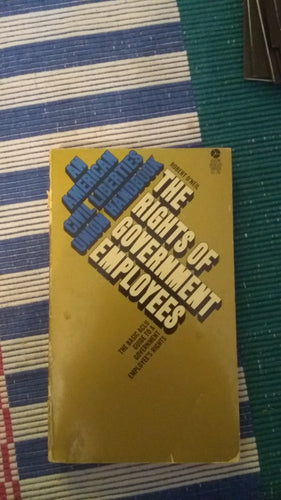 AN
AMERICAN
CIVIL LIBERTIES
UNION HANDBOOK
ROBERT O'NEIL
THE
RIGHTS OF
GOVERNMENT
EMPLOYEES
THE BASIC ACLU
GUIDE TO A
GOVERNMENT
EMPLOYEE'S RIGHTS